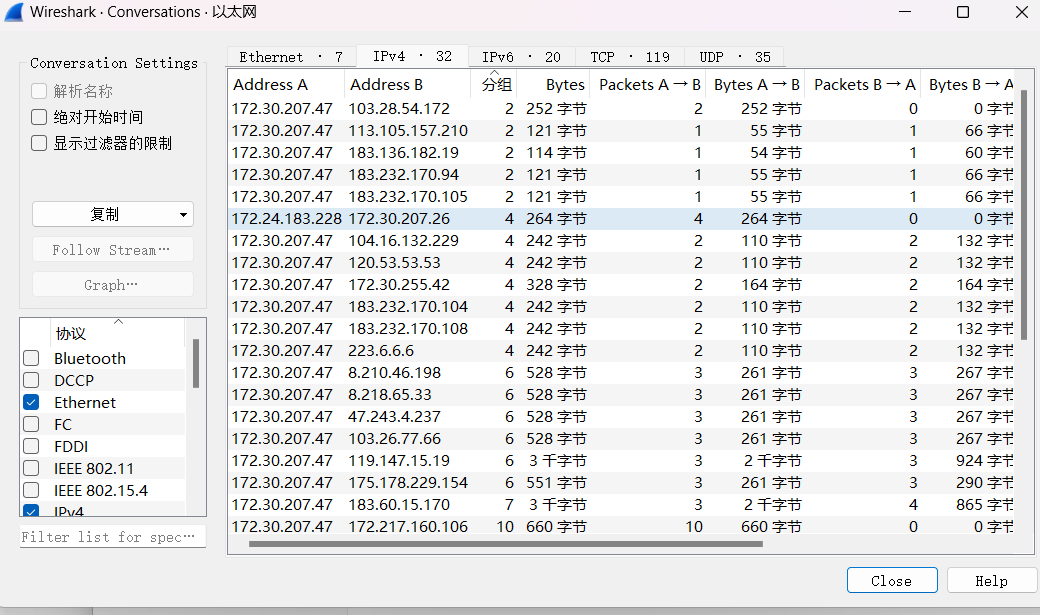 Wireshark · Conversations · 以太网
Conversation Settings
解析名称
绝对开始时间
显示过滤器的限制
复制
Follow Stream…
Graph…
协议
Bluetooth
DCCP
Ethernet
FC
FDDI
IEEE 802.11
IEEE 802.15.4
IPv4
Filter list for spec…
Ethernet · 7 IPv4 · 32 IPv6 · 20 TCP · 119 UDP · 35
Address A Address B 分组 Bytes Packets A → B Bytes A → B Packets B → A Bytes B → A
172.30.207.47 103.28.54.172 2 252 字节 2 252 字节 0 0 字节
172.30.207.47 113.105.157.210 2 121 字节 1 55 字节 1 66 字节
172.30.207.47 183.136.182.19 2 114 字节 1 54 字节 1 60 字节
172.30.207.47 183.232.170.94 2 121 字节 1 55 字节 1 66 字节
172.30.207.47 183.232.170.105 2 121 字节 1 55 字节 1 66 字节
172.24.183.228 172.30.207.26 4 264 字节 4 264 字节 0 0 字节
172.30.207.47 104.16.132.229 4 242 字节 2 110 字节 2 132 字节
172.30.207.47 120.53.53.53 4 242 字节 2 110 字节 2 132 字节
172.30.207.47 172.30.255.42 4 328 字节 2 164 字节 2 164 字节
172.30.207.47 183.232.170.104 4 242 字节 2 110 字节 2 132 字节
172.30.207.47 183.232.170.108 4 242 字节 2 110 字节 2 132 字节
172.30.207.47 223.6.6.6 4 242 字节 2 110 字节 2 132 字节
172.30.207.47 8.210.46.198 6 528 字节 3 261 字节 3 267 字节
172.30.207.47 8.218.65.33 6 528 字节 3 261 字节 3 267 字节
172.30.207.47 47.243.4.237 6 528 字节 3 261 字节 3 267 字节
172.30.207.47 103.26.77.66 6 528 字节 3 261 字节 3 267 字节
172.30.207.47 119.147.15.19 6 3 千字节 3 2 千字节 3 924 字节
172.30.207.47 175.178.229.154 6 551 字节 3 261 字节 3 290 字节
172.30.207.47 183.60.15.170 7 3 千字节 3 2 千字节 4 865 字节
172.30.207.47 172.217.160.106 10 660 字节 10 660 字节 0 0 字节
Close Help